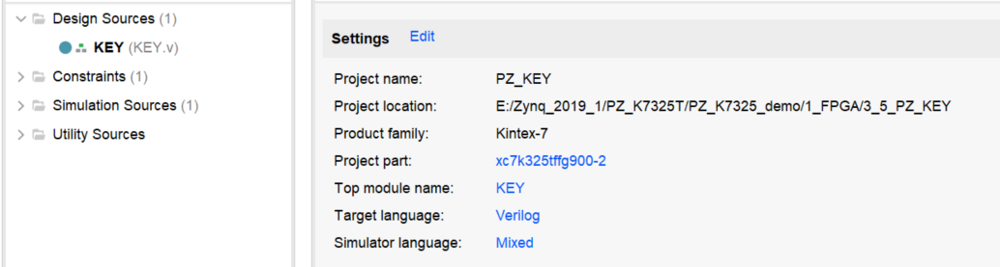 Design Sources (1)
KEY (KEY.v)
Constraints (1)
Simulation Sources (1)
Utility Sources
Settings Edit
Project name: PZ_KEY
Project location: E:/Zynq_2019_1/PZ_K7325T/PZ_K7325_demo/1_FPGA/3_5_PZ_KEY
Product family: Kintex-7
Project part: xc7k325tffg900-2
Top module name: KEY
Target language: Verilog
Simulator language: Mixed